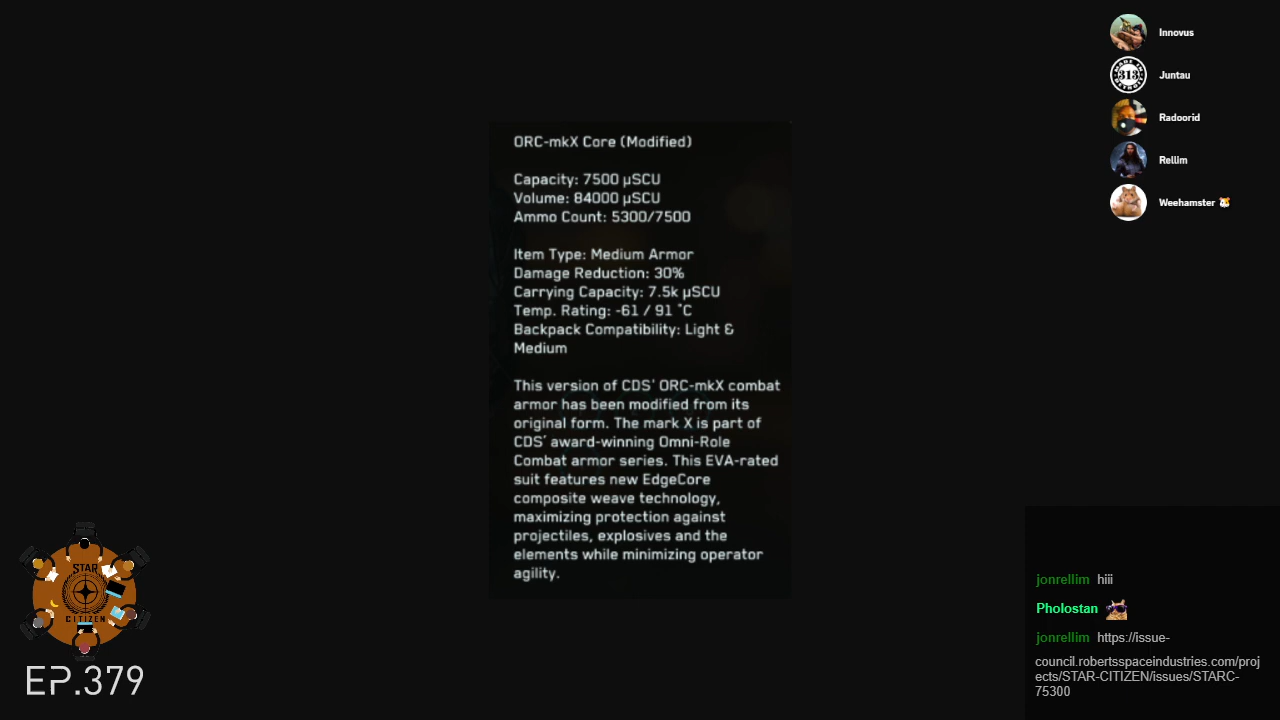 ORC-mkX Core (Modified)
Capacity: 7500 µSCU
Volume: 84000 µSCU
Ammo Count: 5300/7500
Item Type: Medium Armor
Damage Reduction: 30%
Carrying Capacity: 7.5k µSCU
Temp. Rating: -61 / 91 °C
Backpack Compatibility: Light &
Medium
This version of CDS' ORC-mkX combat
armor has been modified from its
original form. The mark X is part of
CDS' award-winning Omni-Role
Combat armor series. This EVA-rated
suit features new EdgeCore
composite weave technology,
maximizing protection against
projectiles, explosives and the
elements while minimizing operator
agility.
Innovus
MADE IN
313
DETROIT
Juntau
Radoorid
Rellim
Weehamster 🐹
STAR
CITIZEN
EP.379
jonrellim hiii
Pholostan
jonrellim https://issue-
council.robertsspaceindustries.com/proj
ects/STAR-CITIZEN/issues/STARC-
75300